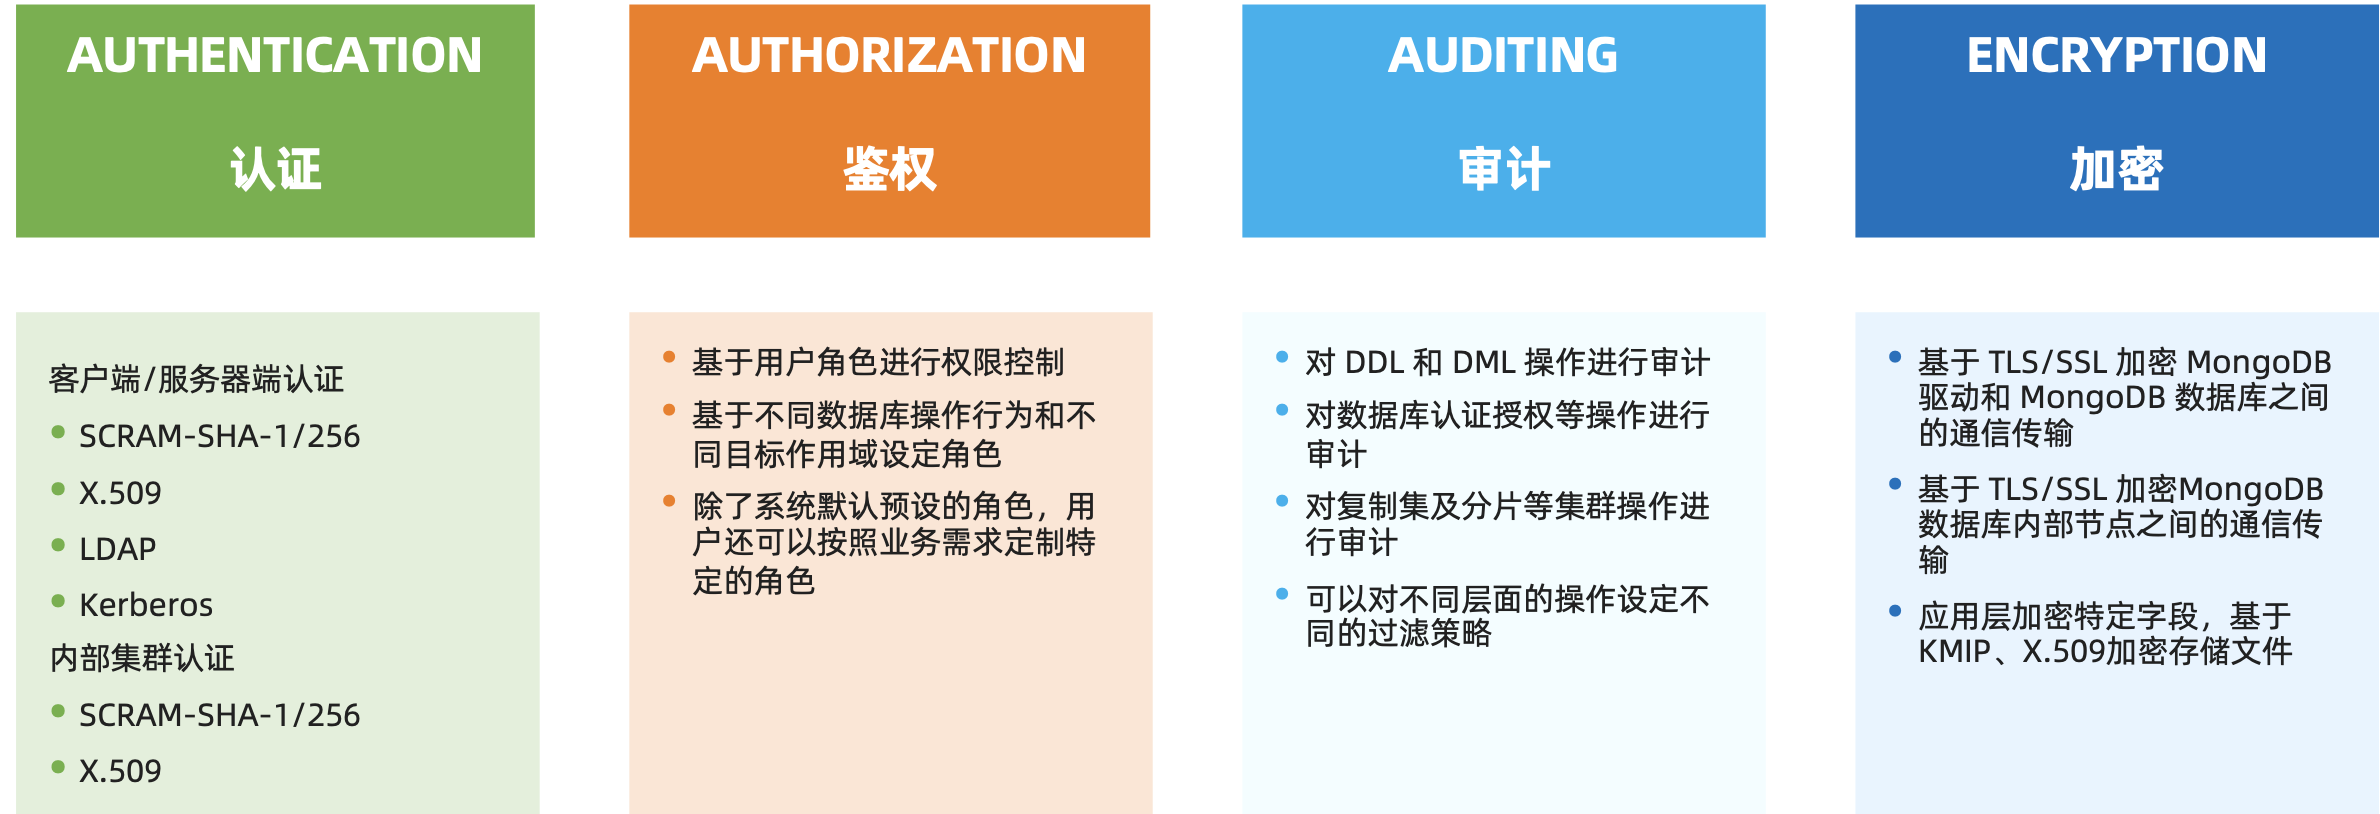 AUTHENTICATION
认证
客户端/服务器端认证
SCRAM-SHA-1/256
X.509
LDAP
Kerberos
内部集群认证
SCRAM-SHA-1/256
X.509
AUTHORIZATION
鉴权
基于用户角色进行权限控制
基于不同数据库操作行为和不
同目标作用域设定角色
除了系统默认预设的角色，用
户还可以按照业务需求定制特
定的角色
AUDITING
审计
对 DDL 和 DML 操作进行审计
对数据库认证授权等操作进行
审计
对复制集及分片等集群操作进
行审计
可以对不同层面的操作设定不
同的过滤策略
ENCRYPTION
加密
基于 TLS/SSL 加密 MongoDB
驱动和 MongoDB 数据库之间
的通信传输
基于 TLS/SSL 加密MongoDB
数据库内部节点之间的通信传
输
应用层加密特定字段，基于
KMIP、X.509加密存储文件